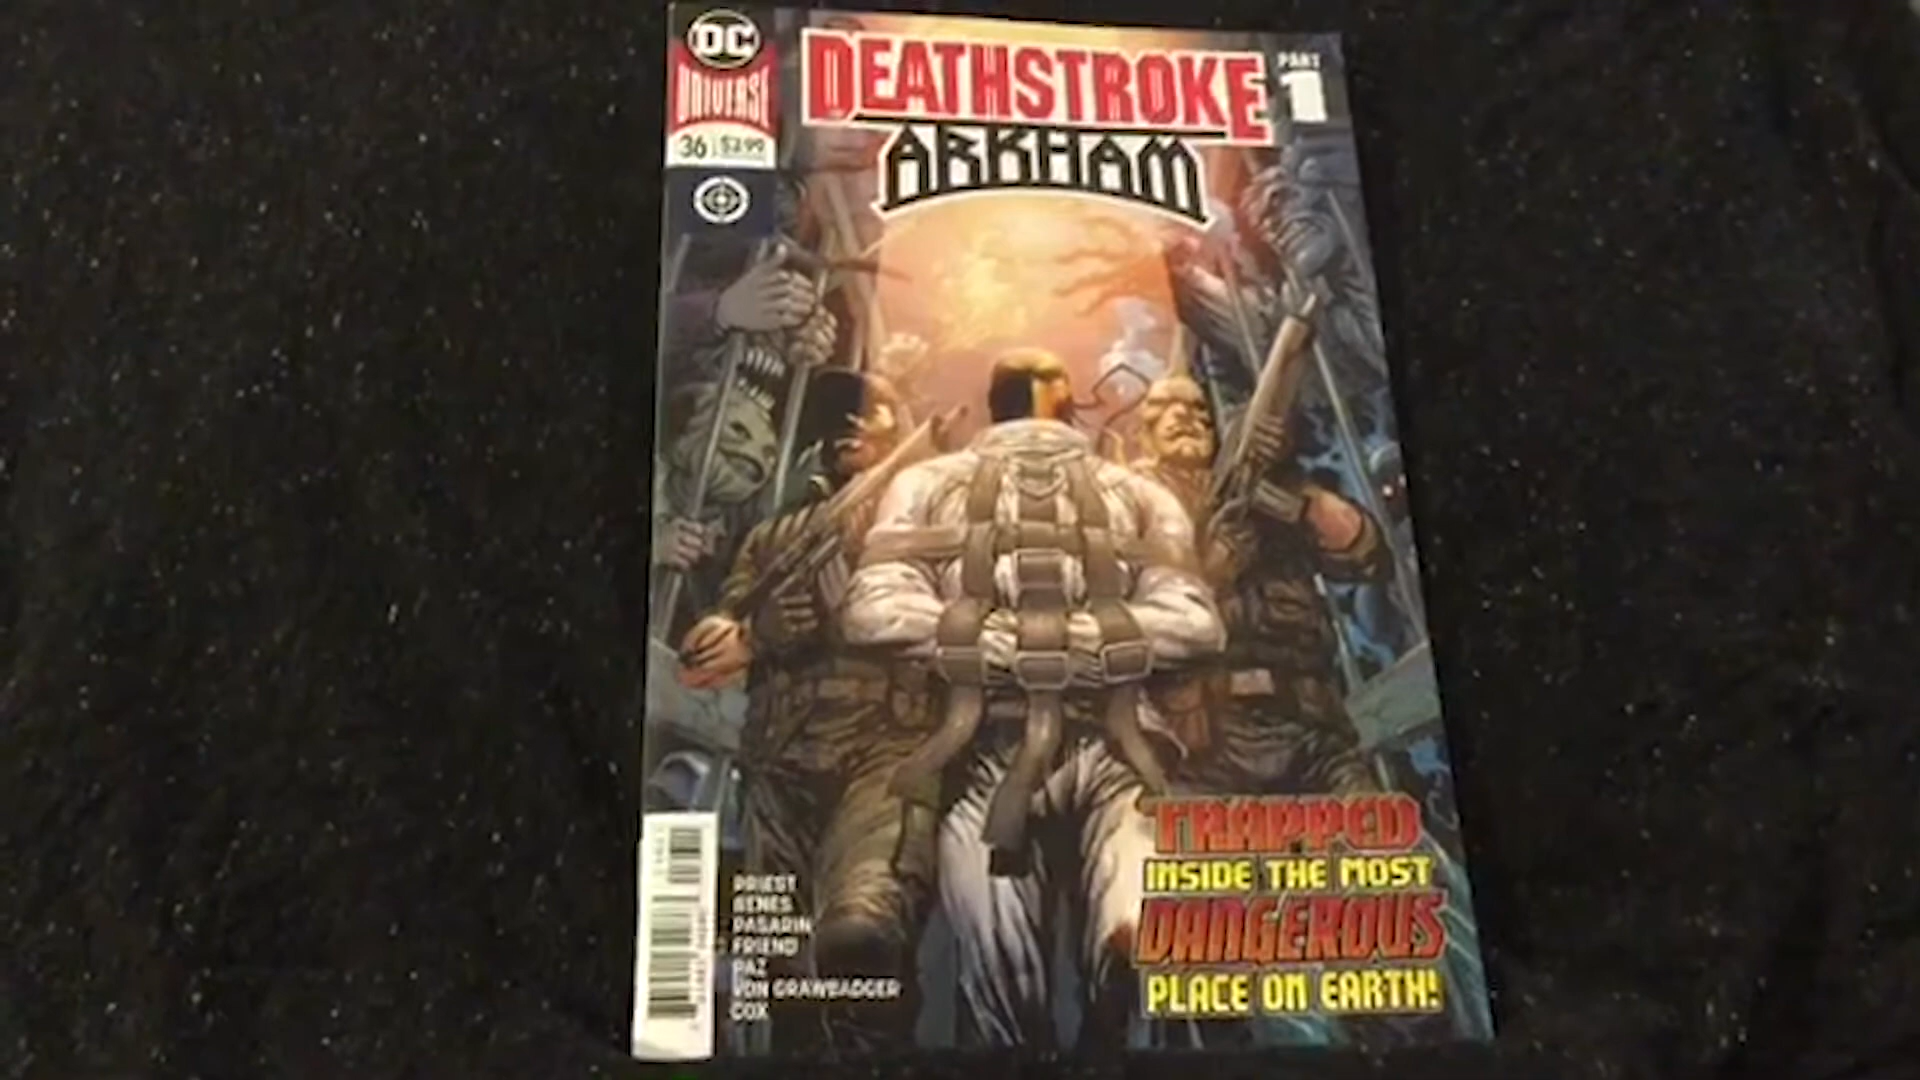 DC
UNIVERSE
36 $3.99
DEATHSTROKE
PART
1
ARKHAM
TRAPPED
INSIDE THE MOST
DANGEROUS
PLACE ON EARTH!
PRIEST
BENES
PASARIN
FRIEND
PAZ
VON GRAWBADGER
COX